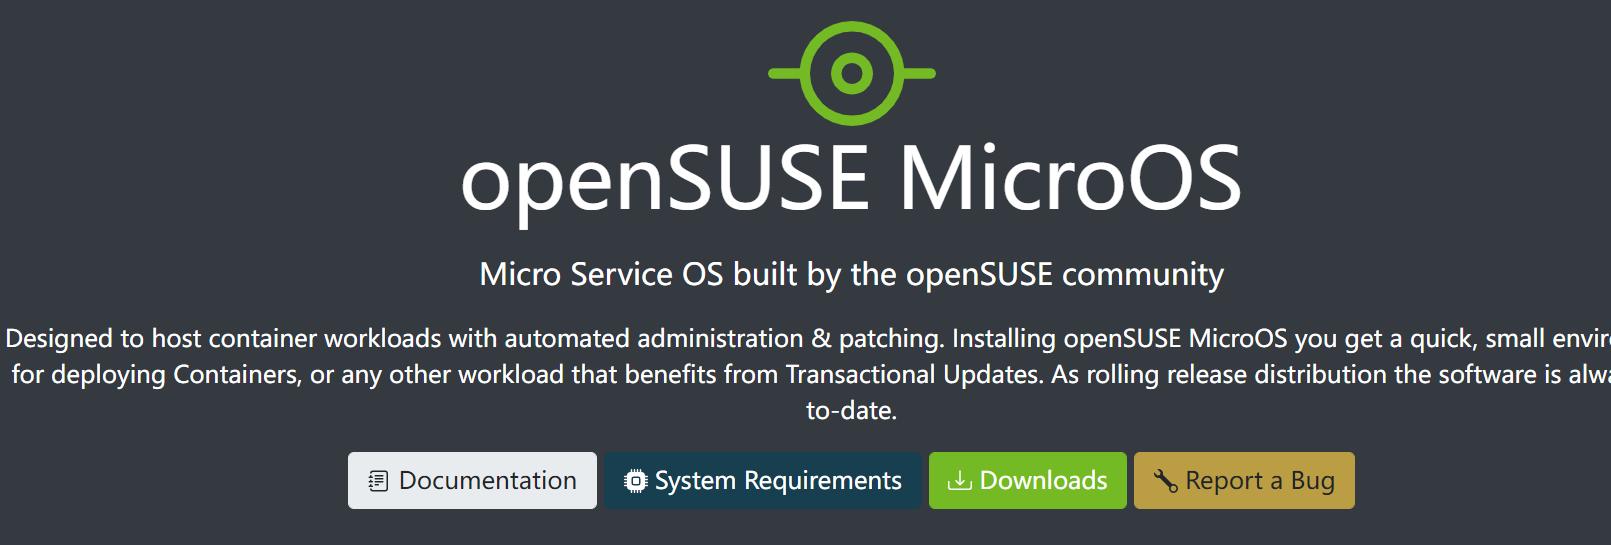 openSUSE MicroOS
Micro Service OS built by the openSUSE community
Designed to host container workloads with automated administration & patching. Installing openSUSE MicroOS you get a quick, small
for deploying Containers, or any other workload that benefits from Transactional Updates. As rolling release distribution the software is
to-date.
Documentation System Requirements Downloads Report a Bug